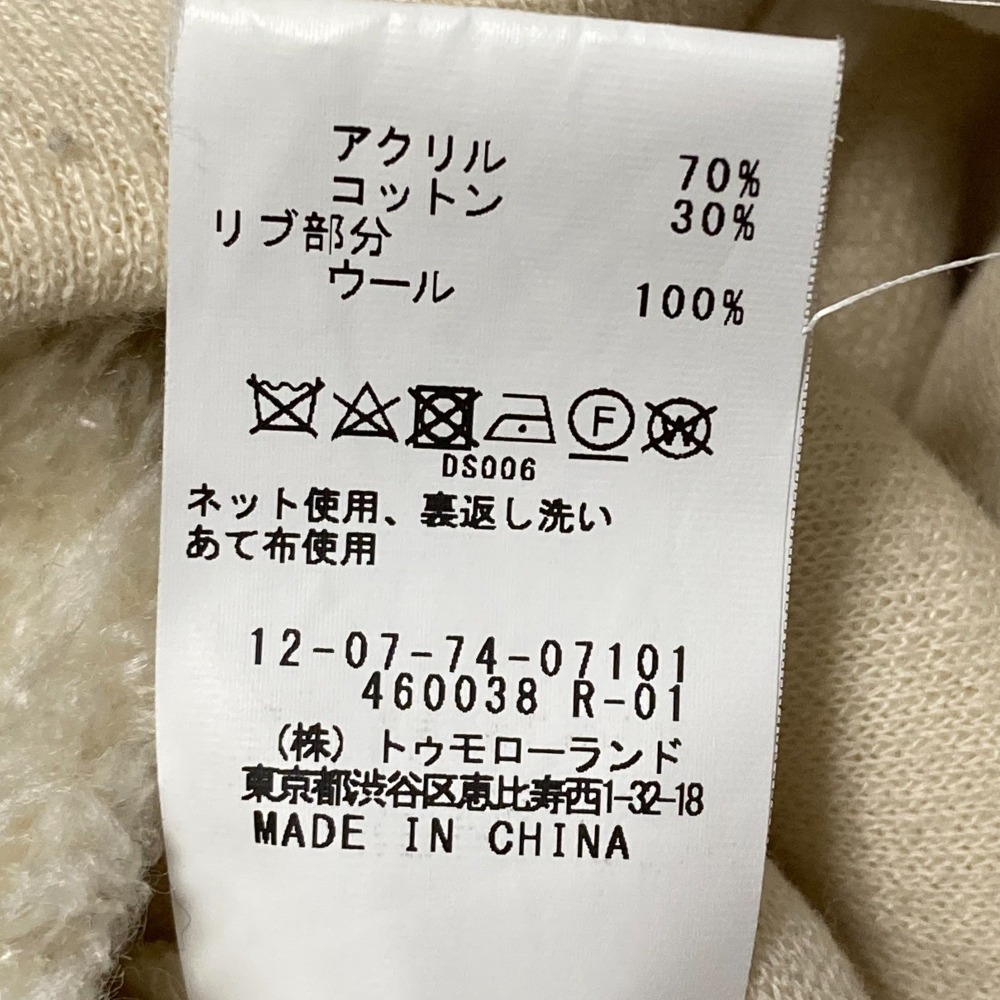 アクリル 70%
コットン 30%
リブ部分
ウール 100%
F W
DS006
ネット使用、裏返し洗い
あて布使用
12-07-74-07101
460038 R-01
(株) トゥモローランド
東京都渋谷区恵比寿西1-32-18
MADE IN CHINA